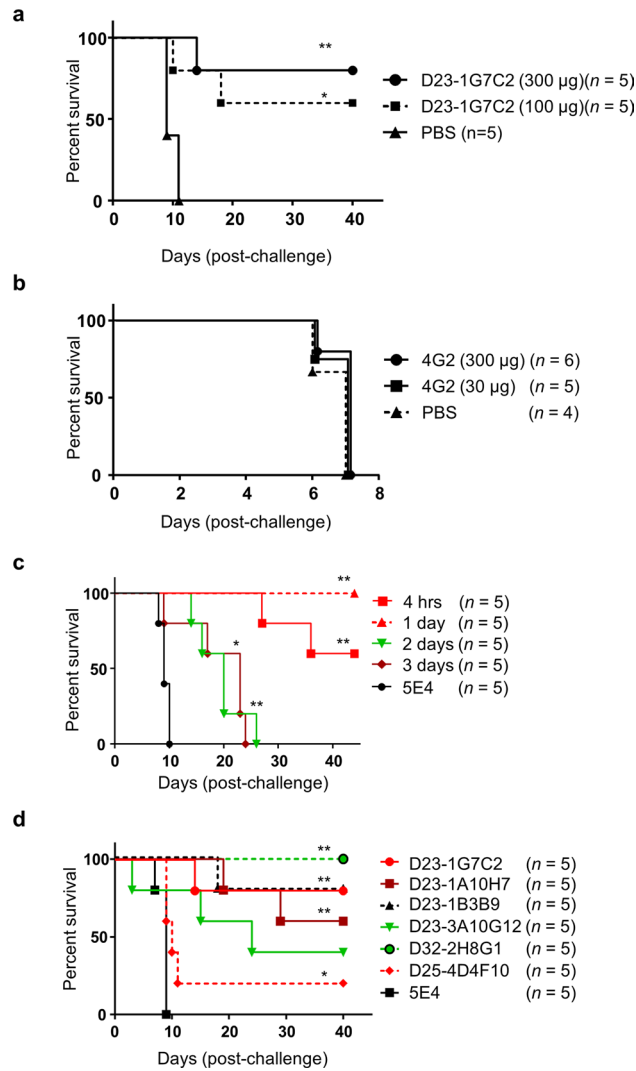 a
Percent survival
100
50
0
**
*
0 10 20 30 40
Days (post-challenge)
D23-1G7C2 (300 µg)(n = 5)
D23-1G7C2 (100 µg)(n = 5)
PBS (n=5)
b
Percent survival
100
50
0
0 2 4 6 8
Days (post-challenge)
4G2 (300 µg) (n = 6)
4G2 (30 µg) (n = 5)
PBS (n = 4)
c
Percent survival
100
50
0
**
**
*
**
0 10 20 30 40
Days (post-challenge)
4 hrs (n = 5)
1 day (n = 5)
2 days (n = 5)
3 days (n = 5)
5E4 (n = 5)
d
Percent survival
100
50
0
**
**
**
*
0 10 20 30 40
Days (post-challenge)
D23-1G7C2 (n = 5)
D23-1A10H7 (n = 5)
D23-1B3B9 (n = 5)
D23-3A10G12 (n = 5)
D32-2H8G1 (n = 5)
D25-4D4F10 (n = 5)
5E4 (n = 5)